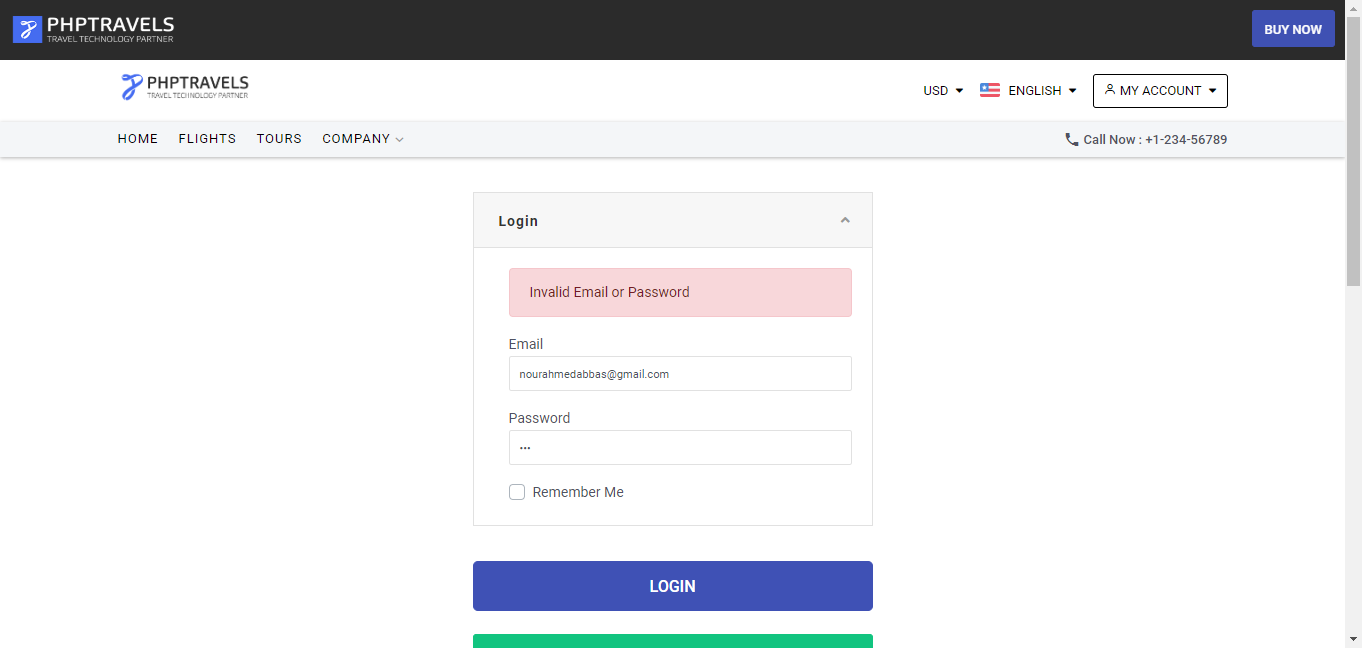 PHPTRAVELS
TRAVEL TECHNOLOGY PARTNER
BUY NOW
PHPTRAVELS
TRAVEL TECHNOLOGY PARTNER
USD
ENGLISH
MY ACCOUNT
HOME FLIGHTS TOURS COMPANY
Call Now : +1-234-56789
Login
Invalid Email or Password
Email
nourahmedabbas@gmail.com
Password
•••
Remember Me
LOGIN